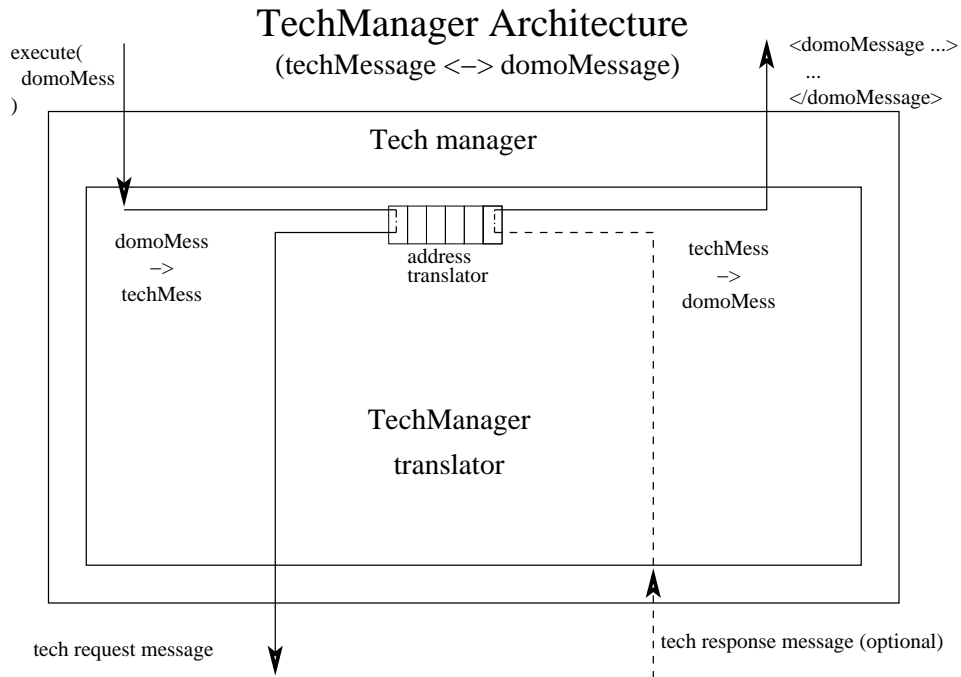 TechManager Architecture
(techMessage <−> domoMessage)
execute(
domoMess
)
<domoMessage ...>
...
</domoMessage>
Tech manager
domoMess
−>
techMess
address
translator
techMess
−>
domoMess
TechManager
translator
tech request message
tech response message (optional)